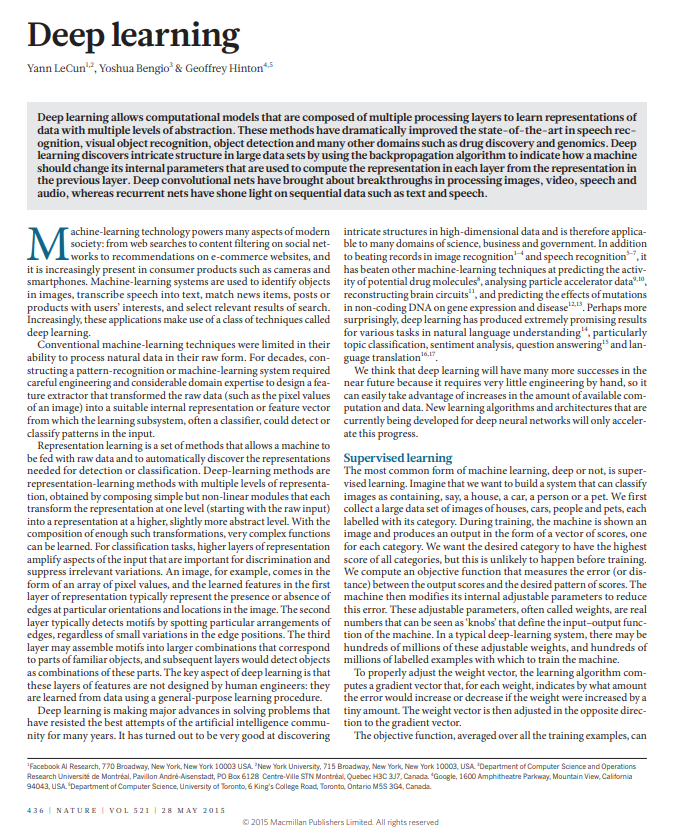 Deep learning
Yann LeCun1,2, Yoshua Bengio3 & Geoffrey Hinton4,5
Deep learning allows computational models that are composed of multiple processing layers to learn representations of
data with multiple levels of abstraction. These methods have dramatically improved the state-of-the-art in speech rec-
ognition, visual object recognition, object detection and many other domains such as drug discovery and genomics. Deep
learning discovers intricate structure in large data sets by using the backpropagation algorithm to indicate how a machine
should change its internal parameters that are used to compute the representation in each layer from the representation in
the previous layer. Deep convolutional nets have brought about breakthroughs in processing images, video, speech and
audio, whereas recurrent nets have shone light on sequential data such as text and speech.
Machine-learning technology powers many aspects of modern
society: from web searches to content filtering on social net-
works to recommendations on e-commerce websites, and
it is increasingly present in consumer products such as cameras and
smartphones. Machine-learning systems are used to identify objects
in images, transcribe speech into text, match news items, posts or
products with users' interests, and select relevant results of search.
Increasingly, these applications make use of a class of techniques called
deep learning.
Conventional machine-learning techniques were limited in their
ability to process natural data in their raw form. For decades, con-
structing a pattern-recognition or machine-learning system required
careful engineering and considerable domain expertise to design a fea-
ture extractor that transformed the raw data (such as the pixel values
of an image) into a suitable internal representation or feature vector
from which the learning subsystem, often a classifier, could detect or
classify patterns in the input.
Representation learning is a set of methods that allows a machine to
be fed with raw data and to automatically discover the representations
needed for detection or classification. Deep-learning methods are
representation-learning methods with multiple levels of representa-
tion, obtained by composing simple but non-linear modules that each
transform the representation at one level (starting with the raw input)
into a representation at a higher, slightly more abstract level. With the
composition of enough such transformations, very complex functions
can be learned. For classification tasks, higher layers of representation
amplify aspects of the input that are important for discrimination and
suppress irrelevant variations. An image, for example, comes in the
form of an array of pixel values, and the learned features in the first
layer of representation typically represent the presence or absence of
edges at particular orientations and locations in the image. The second
layer typically detects motifs by spotting particular arrangements of
edges, regardless of small variations in the edge positions. The third
layer may assemble motifs into larger combinations that correspond
to parts of familiar objects, and subsequent layers would detect objects
as combinations of these parts. The key aspect of deep learning is that
these layers of features are not designed by human engineers: they
are learned from data using a general-purpose learning procedure.
Deep learning is making major advances in solving problems that
have resisted the best attempts of the artificial intelligence commu-
nity for many years. It has turned out to be very good at discovering
intricate structures in high-dimensional data and is therefore applica-
ble to many domains of science, business and government. In addition
to beating records in image recognition1–4 and speech recognition5–7, it
has beaten other machine-learning techniques at predicting the activ-
ity of potential drug molecules8, analysing particle accelerator data9,10,
reconstructing brain circuits11, and predicting the effects of mutations
in non-coding DNA on gene expression and disease12,13. Perhaps more
surprisingly, deep learning has produced extremely promising results
for various tasks in natural language understanding14, particularly
topic classification, sentiment analysis, question answering15 and lan-
guage translation16,17.
We think that deep learning will have many more successes in the
near future because it requires very little engineering by hand, so it
can easily take advantage of increases in the amount of available com-
putation and data. New learning algorithms and architectures that are
currently being developed for deep neural networks will only acceler-
ate this progress.
Supervised learning
The most common form of machine learning, deep or not, is super-
vised learning. Imagine that we want to build a system that can classify
images as containing, say, a house, a car, a person or a pet. We first
collect a large data set of images of houses, cars, people and pets, each
labelled with its category. During training, the machine is shown an
image and produces an output in the form of a vector of scores, one
for each category. We want the desired category to have the highest
score of all categories, but this is unlikely to happen before training.
We compute an objective function that measures the error (or dis-
tance) between the output scores and the desired pattern of scores. The
machine then modifies its internal adjustable parameters to reduce
this error. These adjustable parameters, often called weights, are real
numbers that can be seen as 'knobs' that define the input–output func-
tion of the machine. In a typical deep-learning system, there may be
hundreds of millions of these adjustable weights, and hundreds of
millions of labelled examples with which to train the machine.
To properly adjust the weight vector, the learning algorithm com-
putes a gradient vector that, for each weight, indicates by what amount
the error would increase or decrease if the weight were increased by a
tiny amount. The weight vector is then adjusted in the opposite direc-
tion to the gradient vector.
The objective function, averaged over all the training examples, can
1Facebook AI Research, 770 Broadway, New York, New York 10003 USA. 2New York University, 715 Broadway, New York, New York 10003, USA. 3Department of Computer Science and Operations
Research Université de Montréal, Pavillon André-Aisenstadt, PO Box 6128 Centre-Ville STN Montréal, Quebec H3C 3J7, Canada. 4Google, 1600 Amphitheatre Parkway, Mountain View, California
94043, USA. 5Department of Computer Science, University of Toronto, 6 King's College Road, Toronto, Ontario M5S 3G4, Canada.
436 | NATURE | VOL 521 | 28 MAY 2015
© 2015 Macmillan Publishers Limited. All rights reserved